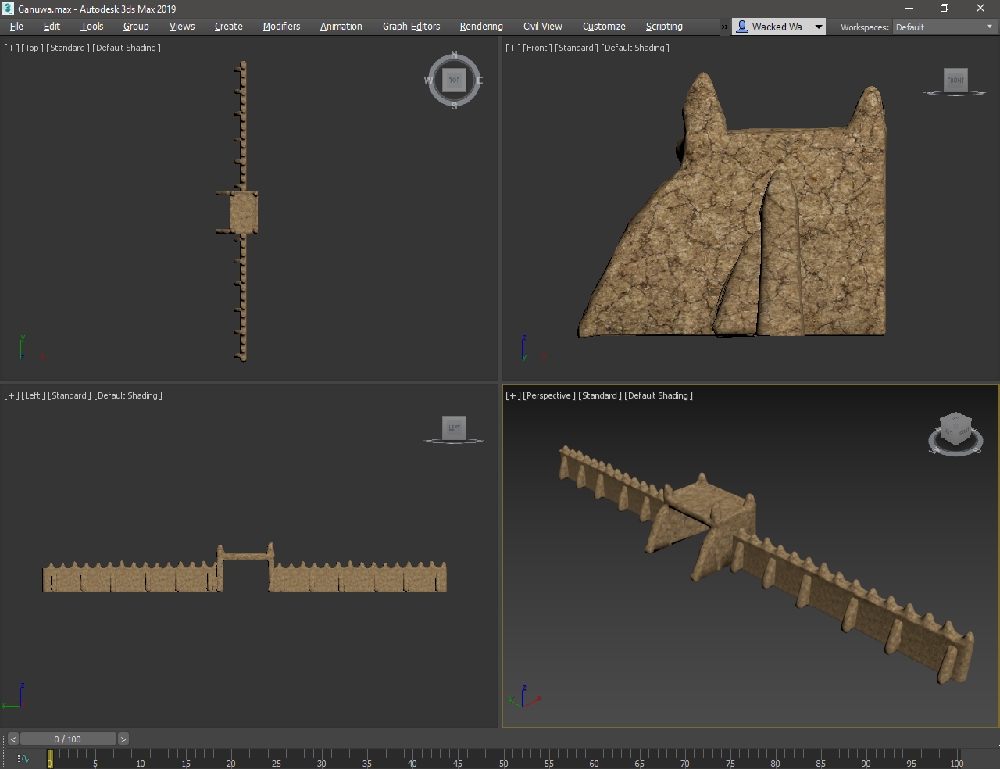 Ganuwa.max - Autodesk 3ds Max 2019
File Edit Tools Group Views Create Modifiers Animation Graph Editors Rendering Civil View Customize Scripting » Wacked Wa Workspaces: Default
[+] [Top] [Standard] [Default Shading]
N
W TOP E
S
[+] [Front] [Standard] [Default Shading]
FRONT
y
z
[+] [Left] [Standard] [Default Shading]
LEFT
z
[+] [Perspective] [Standard] [Default Shading]
z
< 0 / 100 >
0 5 10 15 20 25 30 35 40 45 50 55 60 65 70 75 80 85 90 95 100